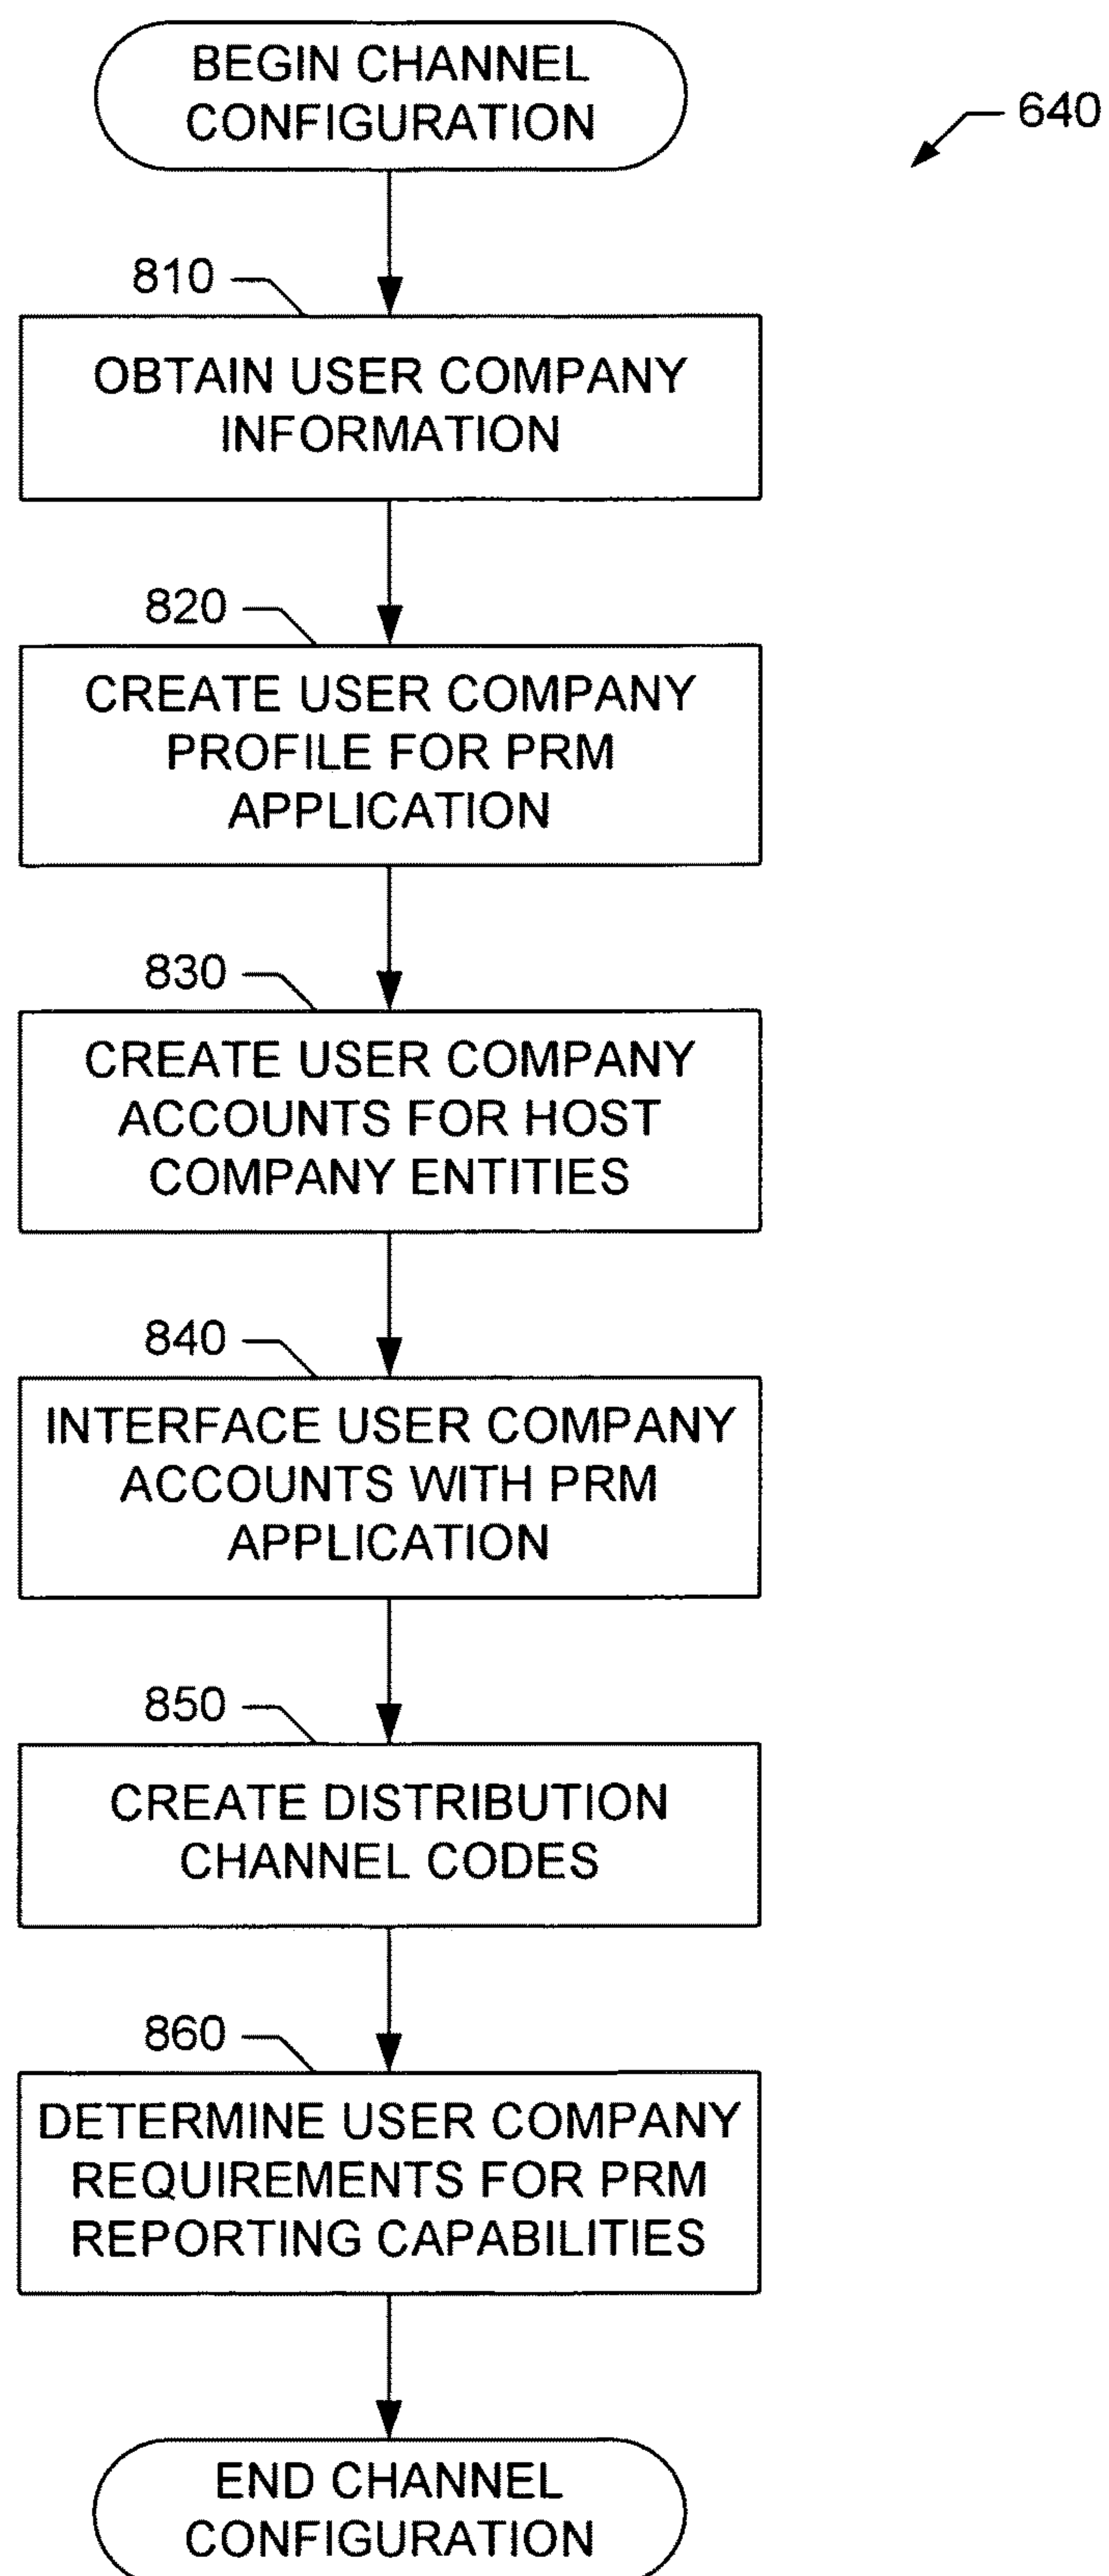 BEGIN CHANNEL
CONFIGURATION
640
810
OBTAIN USER COMPANY
INFORMATION
820
CREATE USER COMPANY
PROFILE FOR PRM
APPLICATION
830
CREATE USER COMPANY
ACCOUNTS FOR HOST
COMPANY ENTITIES
840
INTERFACE USER COMPANY
ACCOUNTS WITH PRM
APPLICATION
850
CREATE DISTRIBUTION
CHANNEL CODES
860
DETERMINE USER COMPANY
REQUIREMENTS FOR PRM
REPORTING CAPABILITIES
END CHANNEL
CONFIGURATION